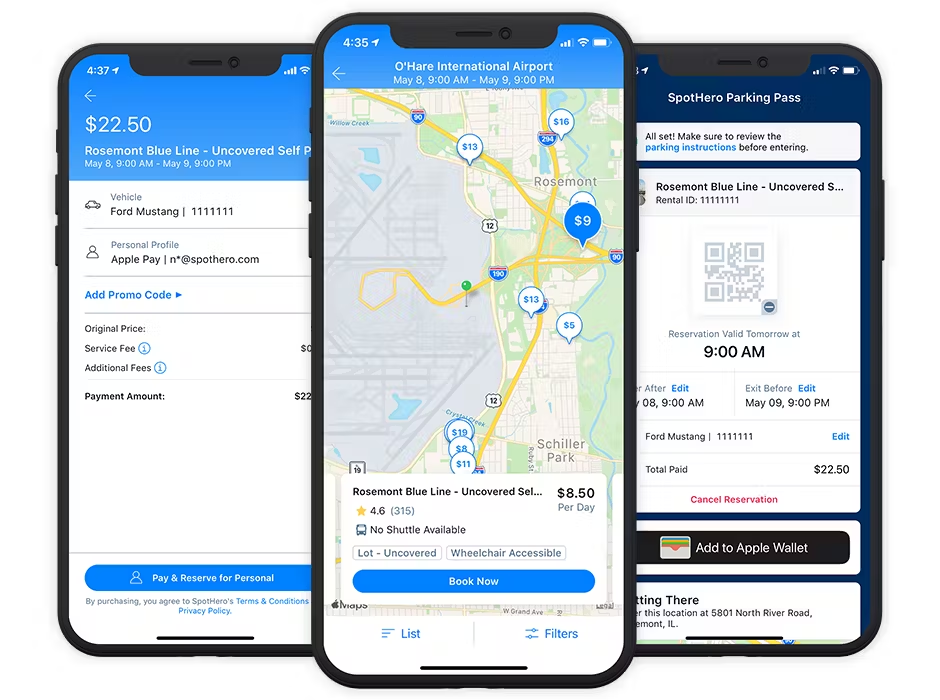 4:37
$22.50
Rosemont Blue Line - Uncovered Self P
May 8, 9:00 AM - May 9, 9:00 PM
Vehicle
Ford Mustang | 1111111
Personal Profile
Apple Pay | n*@spothero.com
Add Promo Code
Original Price:
Service Fee
$0
Additional Fees
Payment Amount:
$22
Pay & Reserve for Personal
By purchasing, you agree to SpotHero's Terms & Conditions
Privacy Policy.
4:35
O'Hare International Airport
May 8, 9:00 AM - May 9, 9:00 PM
Willow Creek
90
$16
294
$13
Rosemont
12
$9
90
190
$13
$5
12
Crystal Creek
$19
$8
$11
Schiller
Park
Ruby St
19
Rosemont Blue Line - Uncovered Sel...
$8.50
4.6 (315)
Per Day
No Shuttle Available
Lot - Uncovered
Wheelchair Accessible
Book Now
Maps
W Grand Ave
Legal
List
Filters
SpotHero Parking Pass
All set! Make sure to review the
parking instructions before entering.
Rosemont Blue Line - Uncovered S...
Rental ID: 11111111
Reservation Valid Tomorrow at
9:00 AM
er After Edit
Exit Before Edit
y 08, 9:00 AM
May 09, 9:00 PM
Ford Mustang | 1111111
Edit
Total Paid
$22.50
Cancel Reservation
Add to Apple Wallet
tting There
er this location at 5801 North River Road,
emont, IL.